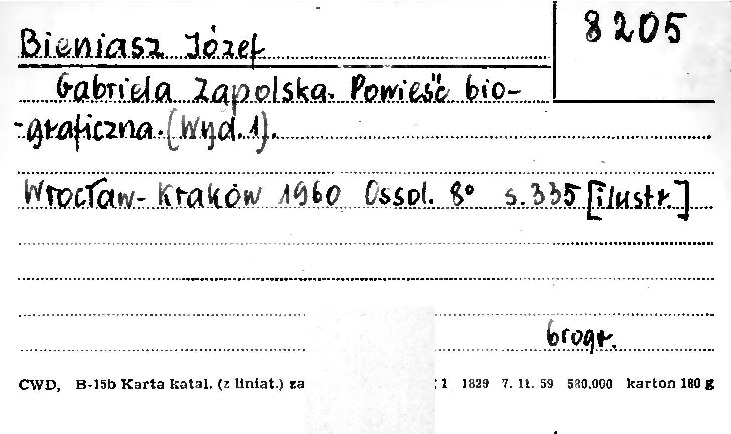 8205
Bieniasz Józef
Gabriela Zapolska. Powieść bio-
-graficzna. (Wyd. 1).
Wrocław-Kraków 1960 Ossol. 8° s. 335 [ilustr.]
brogr.
CWD, B-15b Karta katal. (z liniat.) za 1 1829 7. 11. 59 580.000 karton 180 g